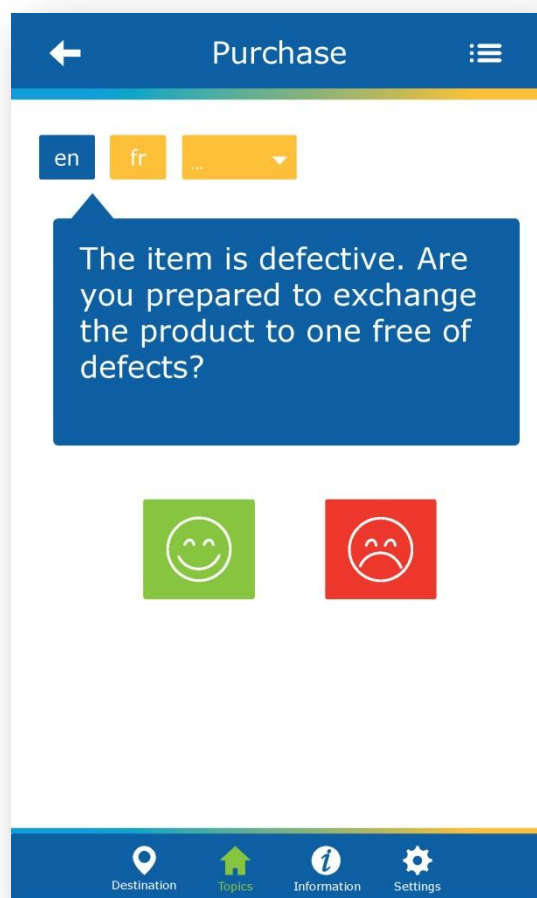 Purchase
en fr ...
The item is defective. Are
you prepared to exchange
the product to one free of
defects?
Destination Topics Information Settings